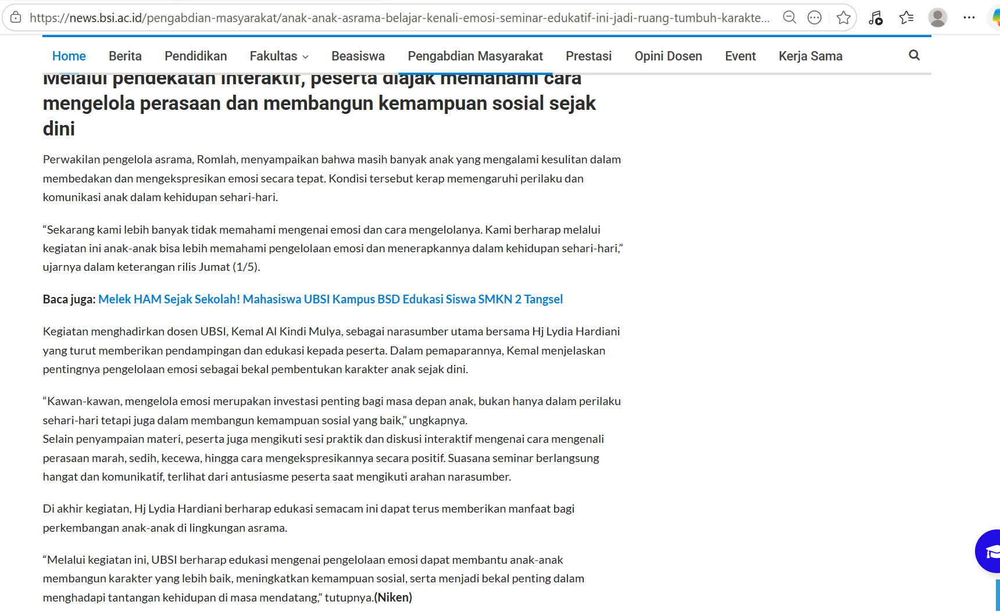 https://news.bsi.ac.id/pengabdian-masyarakat/anak-anak-asrama-belajar-kenali-emosi-seminar-edukatif-ini-jadi-ruang-tumbuh-karakte...
Home Berita Pendidikan Fakultas Beasiswa Pengabdian Masyarakat Prestasi Opini Dosen Event Kerja Sama
Melalui pendekatan interaktif, peserta diajak memahami cara
mengelola perasaan dan membangun kemampuan sosial sejak
dini
Perwakilan pengelola asrama, Romlah, menyampaikan bahwa masih banyak anak yang mengalami kesulitan dalam
membedakan dan mengekspresikan emosi secara tepat. Kondisi tersebut kerap memengaruhi perilaku dan
komunikasi anak dalam kehidupan sehari-hari.
“Sekarang kami lebih banyak tidak memahami mengenai emosi dan cara mengelolanya. Kami berharap melalui
kegiatan ini anak-anak bisa lebih memahami pengelolaan emosi dan menerapkannya dalam kehidupan sehari-hari,”
ujarnya dalam keterangan rilis Jumat (1/5).
Baca juga: Melek HAM Sejak Sekolah! Mahasiswa UBSI Kampus BSD Edukasi Siswa SMKN 2 Tangsel
Kegiatan menghadirkan dosen UBSI, Kemal Al Kindi Mulya, sebagai narasumber utama bersama Hj Lydia Hardiani
yang turut memberikan pendampingan dan edukasi kepada peserta. Dalam pemaparannya, Kemal menjelaskan
pentingnya pengelolaan emosi sebagai bekal pembentukan karakter anak sejak dini.
“Kawan-kawan, mengelola emosi merupakan investasi penting bagi masa depan anak, bukan hanya dalam perilaku
sehari-hari tetapi juga dalam membangun kemampuan sosial yang baik,” ungkapnya.
Selain penyampaian materi, peserta juga mengikuti sesi praktik dan diskusi interaktif mengenai cara mengenali
perasaan marah, sedih, kecewa, hingga cara mengekspresikannya secara positif. Suasana seminar berlangsung
hangat dan komunikatif, terlihat dari antusiasme peserta saat mengikuti arahan narasumber.
Di akhir kegiatan, Hj Lydia Hardiani berharap edukasi semacam ini dapat terus memberikan manfaat bagi
perkembangan anak-anak di lingkungan asrama.
“Melalui kegiatan ini, UBSI berharap edukasi mengenai pengelolaan emosi dapat membantu anak-anak
membangun karakter yang lebih baik, meningkatkan kemampuan sosial, serta menjadi bekal penting dalam
menghadapi tantangan kehidupan di masa mendatang,” tutupnya.(Niken)